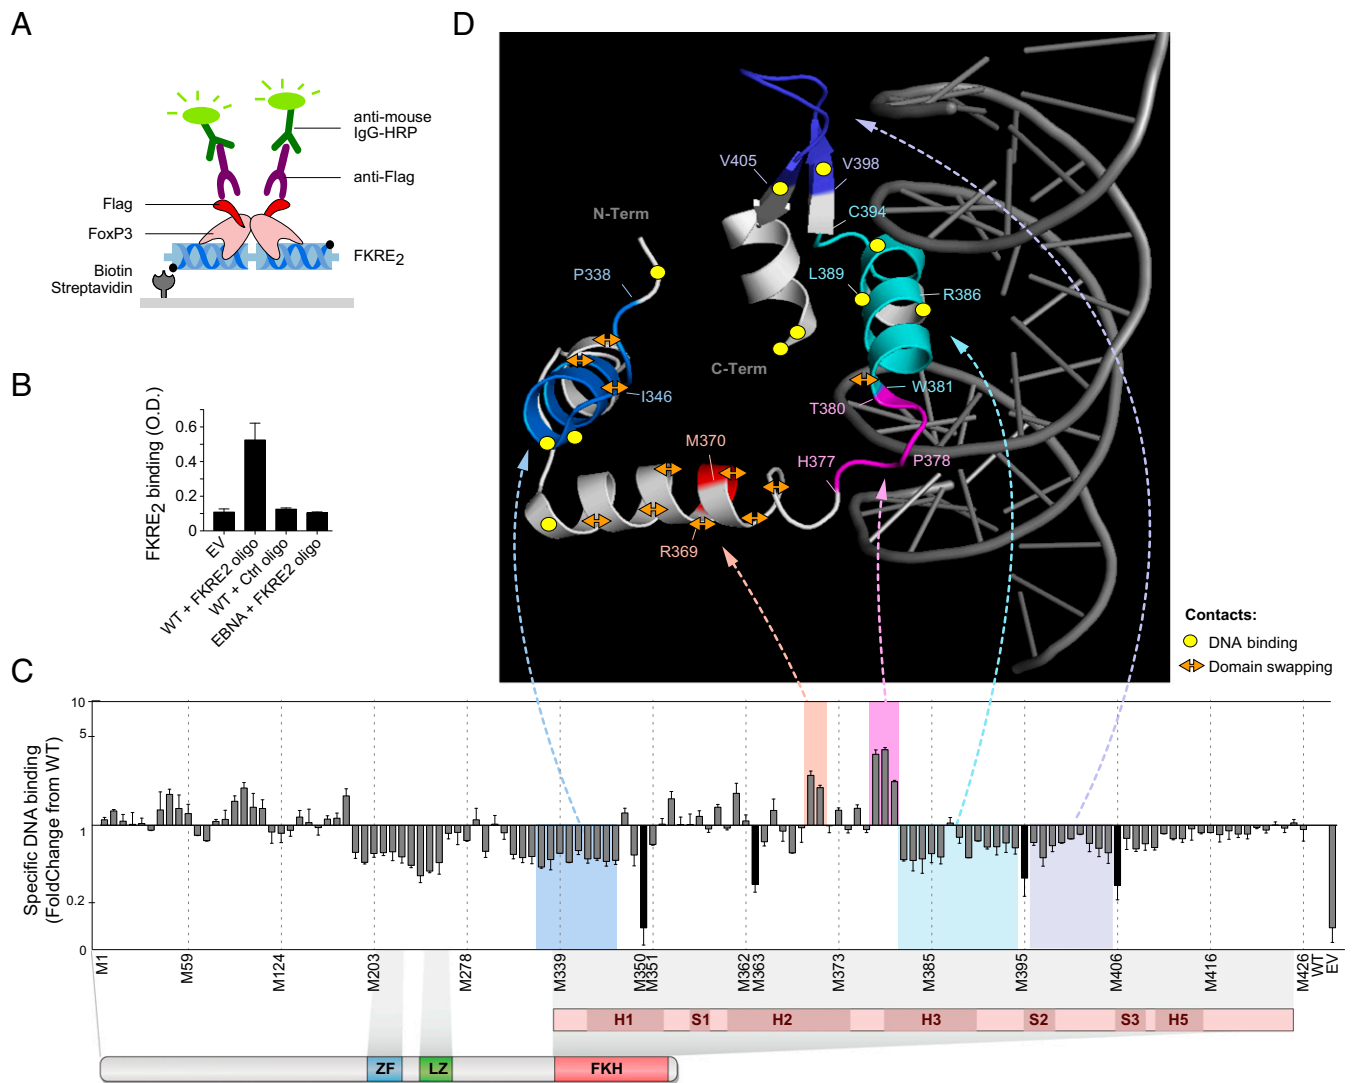 A
anti-mouse
IgG-HRP
anti-Flag
Flag
FoxP3
FKRE2
Biotin
Streptavidin
B
FKRE2 binding (O.D.)
0.6
0.4
0.2
0
EV
WT + FKRE2 oligo
WT + Ctrl oligo
EBNA + FKRE2 oligo
D
V405
V398
N-Term
C394
P338
L389
R386
C-Term
I346
W381
T380
M370
H377
P378
R369
Contacts:
DNA binding
Domain swapping
C
Specific DNA binding
(FoldChange from WT)
10
5
1
0.2
0
M1
M59
M124
M203
M278
M339
M350
M351
M362
M363
M373
M385
M395
M406
M416
M426
WT
EV
H1
S1
H2
H3
S2
S3
H5
ZF
LZ
FKH